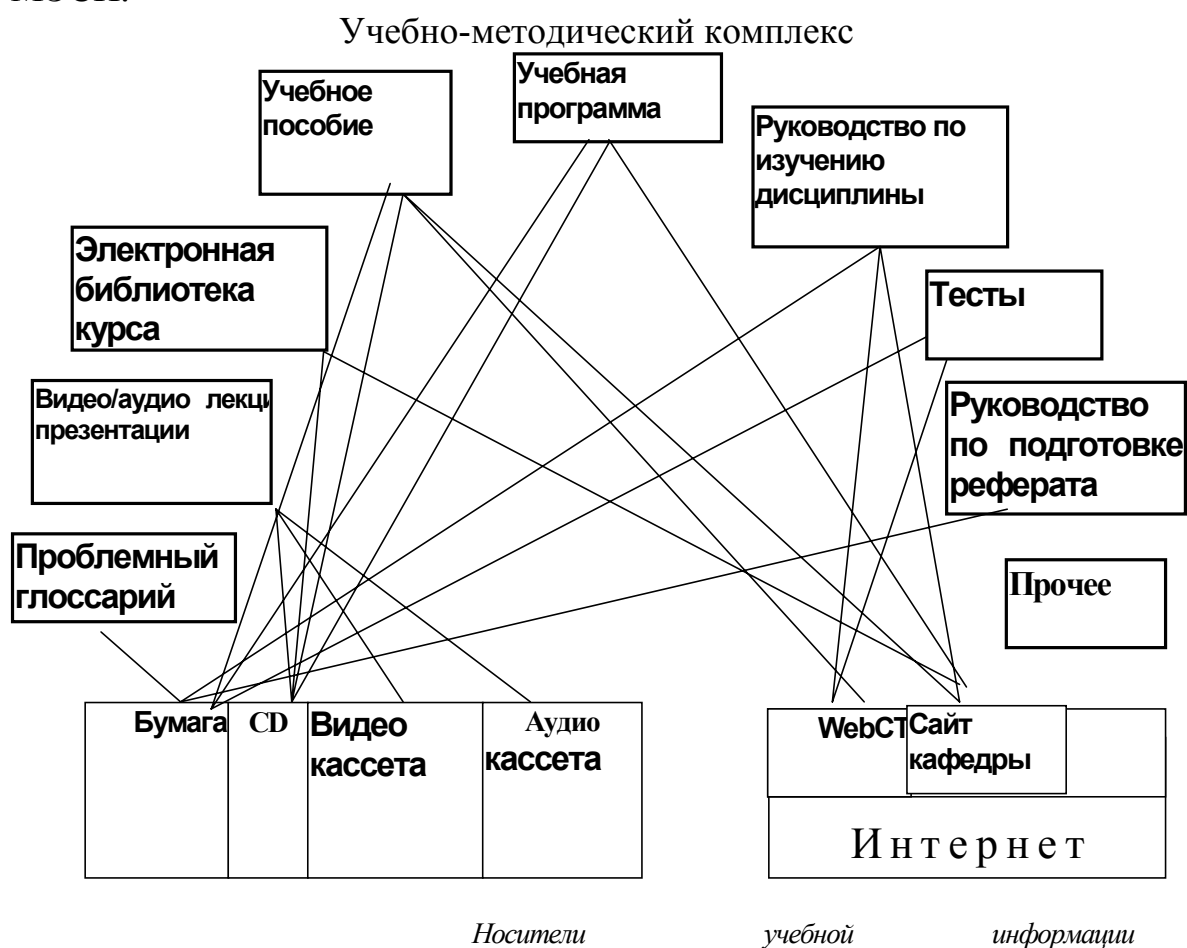 Учебно-методический комплекс
Учебное
пособие
Учебная
программа
Руководство по
изучению
дисциплины
Электронная
библиотека
курса
Тесты
Видео/аудио лекци
презентации
Руководство
по подготовке
реферата
Проблемный
глоссарий
Прочее
Бумага
CD
Видео
кассета
Аудио
кассета
WebCT
Сайт
кафедры
Интернет
Носители учебной информации